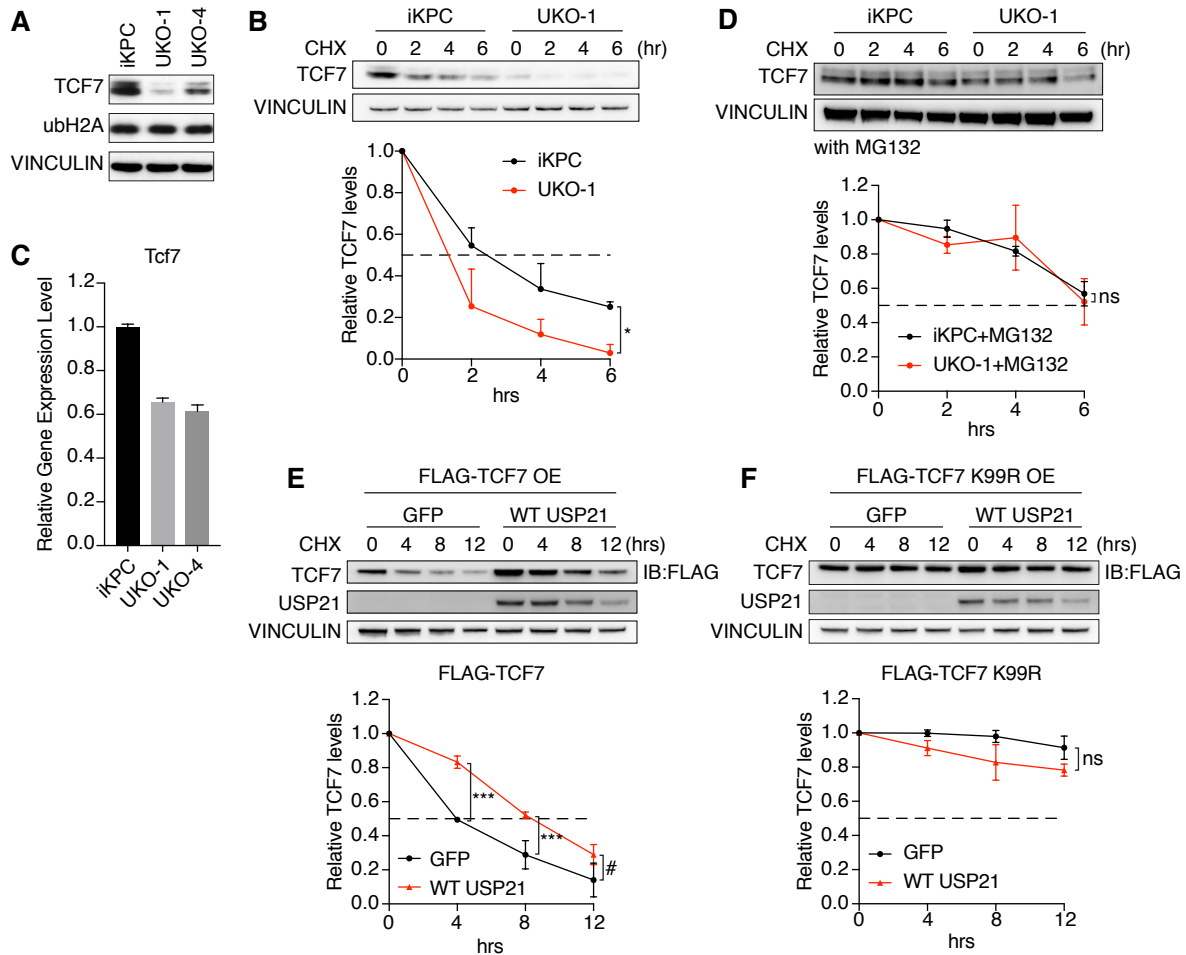 A
iKPC
UKO-1
UKO-4
TCF7
ubH2A
VINCULIN
B
iKPC UKO-1
CHX 0 2 4 6 0 2 4 6 (hr)
TCF7
VINCULIN
1.0
0.8
0.6
0.4
0.2
0.0
Relative TCF7 levels
iKPC
UKO-1
*
0 2 4 6
hrs
C
Tcf7
1.2
1.0
0.8
0.6
0.4
0.2
0.0
Relative Gene Expression Level
iKPC
UKO-1
UKO-4
D
iKPC UKO-1
CHX 0 2 4 6 0 2 4 6 (hr)
TCF7
VINCULIN
with MG132
1.2
1.0
0.8
0.6
0.4
0.2
0.0
Relative TCF7 levels
ns
iKPC+MG132
UKO-1+MG132
0 2 4 6
hrs
E
FLAG-TCF7 OE
GFP WT USP21
CHX 0 4 8 12 0 4 8 12 (hrs)
TCF7 IB:FLAG
USP21
VINCULIN
FLAG-TCF7
1.2
1.0
0.8
0.6
0.4
0.2
0.0
Relative TCF7 levels
***
***
#
GFP
WT USP21
0 4 8 12
hrs
F
FLAG-TCF7 K99R OE
GFP WT USP21
CHX 0 4 8 12 0 4 8 12 (hrs)
TCF7 IB:FLAG
USP21
VINCULIN
FLAG-TCF7 K99R
1.2
1.0
0.8
0.6
0.4
0.2
0.0
Relative TCF7 levels
ns
GFP
WT USP21
0 4 8 12
hrs